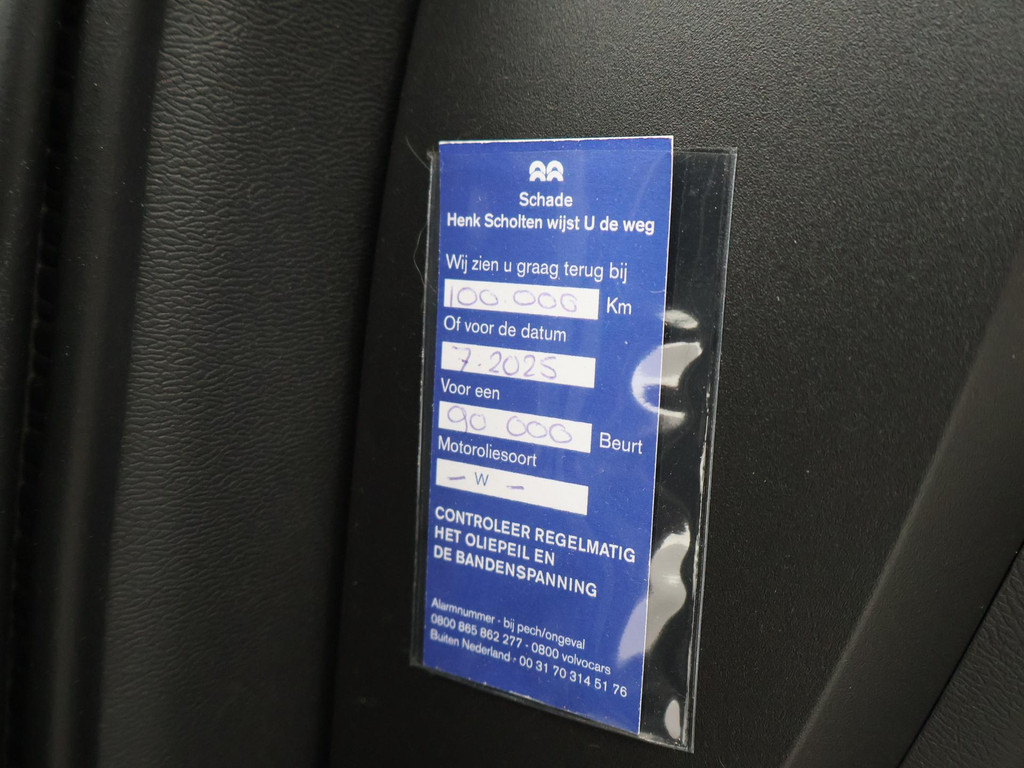 Schade
Henk Scholten wijst U de weg
Wij zien u graag terug bij
100.000 Km
Of voor de datum
7.2025
Voor een
90 000 Beurt
Motoroliesoort
- W -
CONTROLEER REGELMATIG
HET OLIEPEIL EN
DE BANDENSPANNING
Alarmnummer - bij pech/ongeval
0800 865 862 277 - 0800 volvocars
Buiten Nederland - 00 31 70 314 51 76